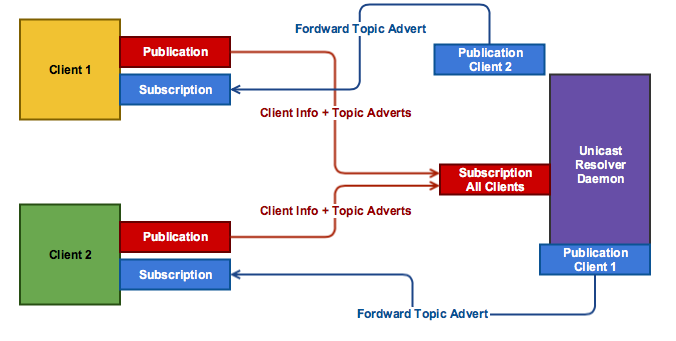 Fordward Topic Advert
Client 1
Publication
Subscription
Publication
Client 2
Client Info + Topic Adverts
Unicast
Resolver
Daemon
Subscription
All Clients
Client Info + Topic Adverts
Client 2
Publication
Subscription
Publication
Client 1
Fordward Topic Advert